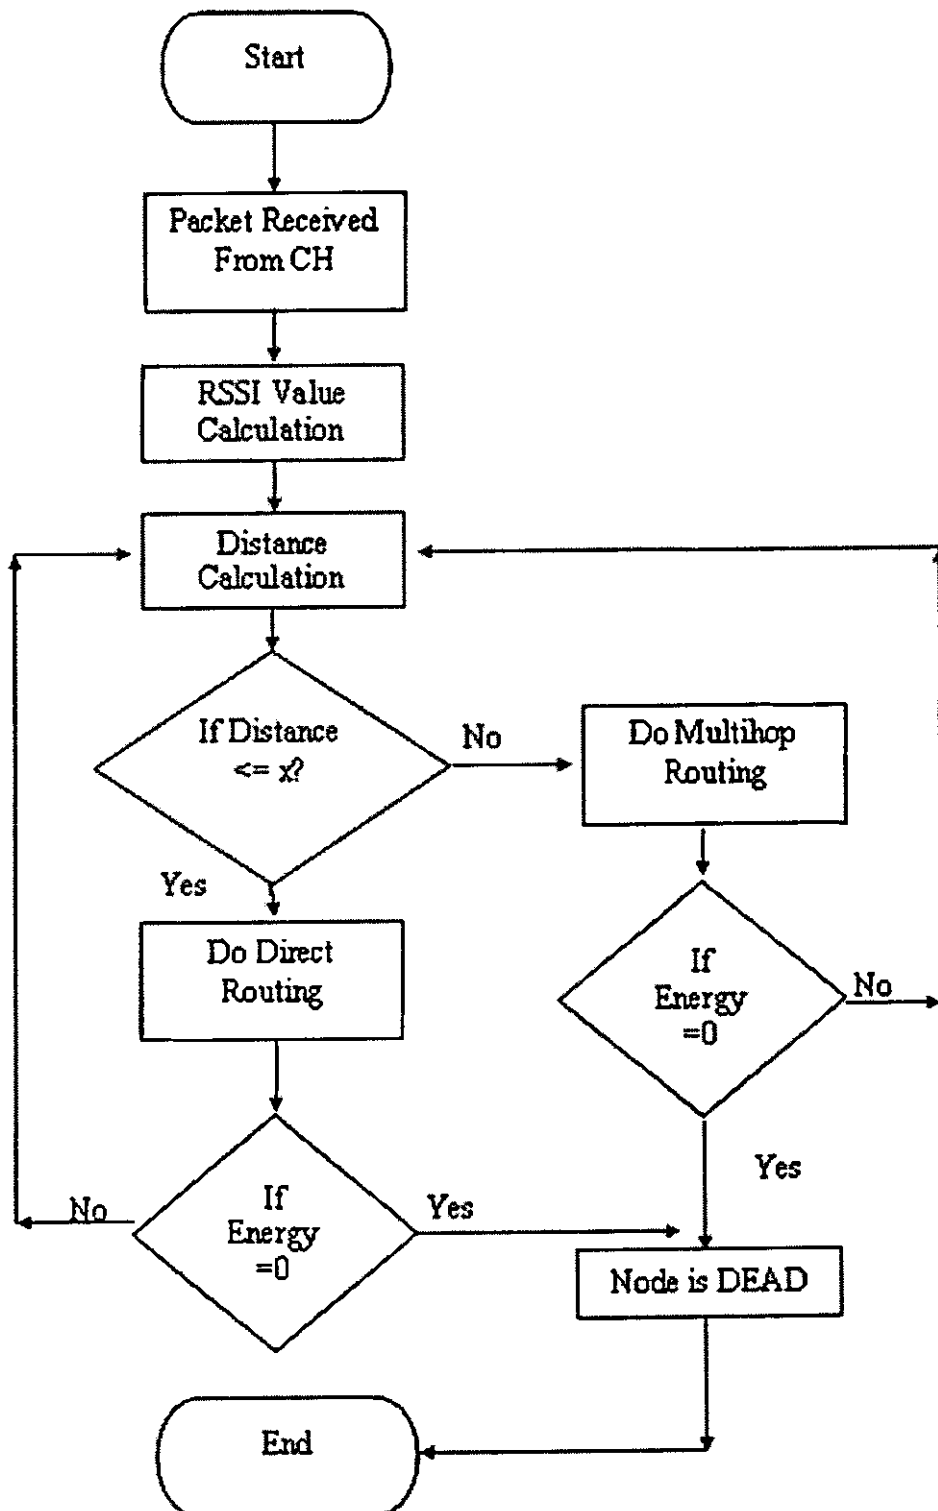 Start
Packet Received
From CH
RSSI Value
Calculation
Distance
Calculation
If Distance
<= x?
No
Do Multihop
Routing
Yes
Do Direct
Routing
If
Energy
=0
No
Yes
No
If
Energy
=0
Yes
Node is DEAD
End